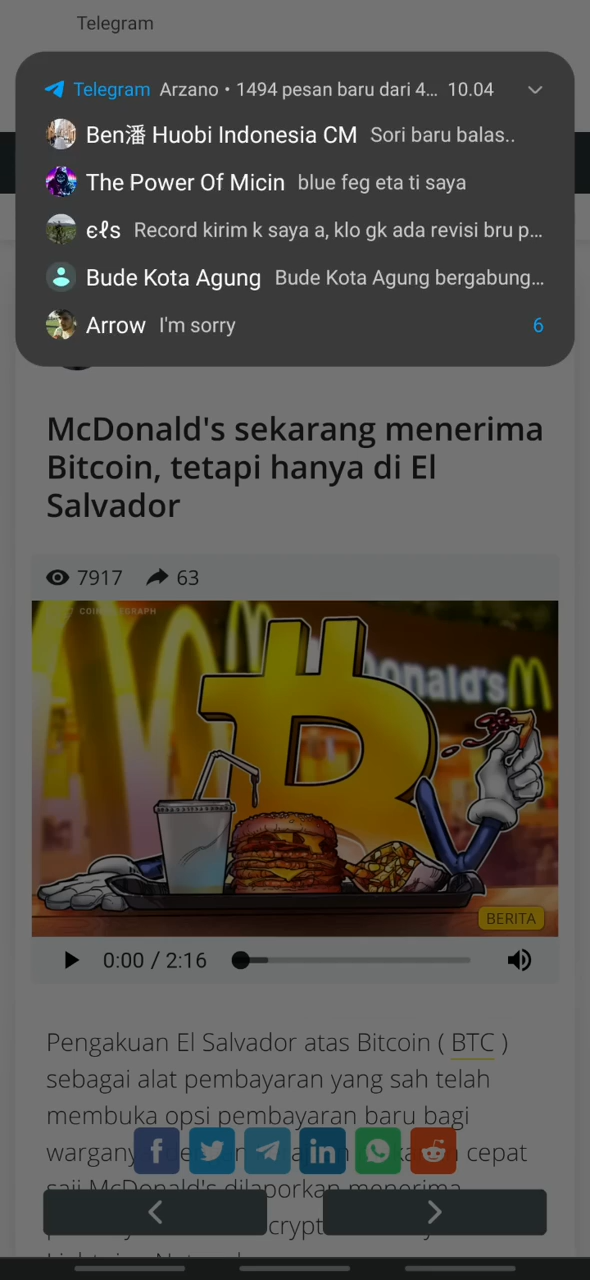 Telegram
Telegram Arzano • 1494 pesan baru dari 4... 10.04
Ben潘 Huobi Indonesia CM Sori baru balas..
The Power Of Micin blue feg eta ti saya
єℓs Record kirim k saya a, klo gk ada revisi bru p...
Bude Kota Agung Bude Kota Agung bergabung...
Arrow I'm sorry 6
McDonald's sekarang menerima
Bitcoin, tetapi hanya di El
Salvador
7917 63
COINTELEGRAPH
onald's
BERITA
0:00 / 2:16
Pengakuan El Salvador atas Bitcoin ( BTC )
sebagai alat pembayaran yang sah telah
membuka opsi pembayaran baru bagi
cepat
saji McDonald's dilaporkan menerima